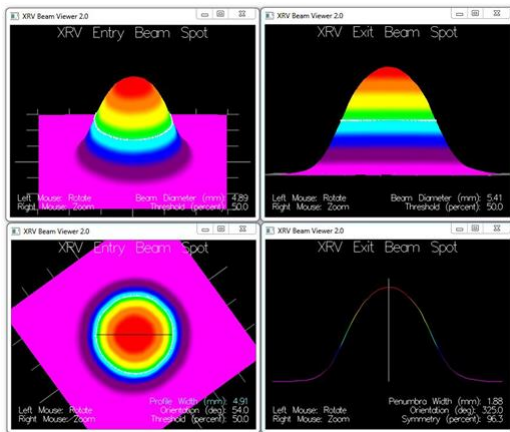 XRV Beam Viewer 2.0
XRV Entry Beam Spot
Left Mouse: Rotate
Right Mouse: Zoom
Beam Diameter (mm): 4.89
Threshold (percent): 50.0
XRV Beam Viewer 2.0
XRV Exit Beam Spot
Left Mouse: Rotate
Right Mouse: Zoom
Beam Diameter (mm): 5.41
Threshold (percent): 50.0
XRV Beam Viewer 2.0
XRV Entry Beam Spot
Left Mouse: Rotate
Right Mouse: Zoom
Profile Width (mm): 4.91
Orientation (deg): 54.0
Threshold (percent): 50.0
XRV Beam Viewer 2.0
XRV Exit Beam Spot
Left Mouse: Rotate
Right Mouse: Zoom
Penumbra Width (mm): 1.88
Orientation (deg): 325.0
Symmetry (percent): 96.3